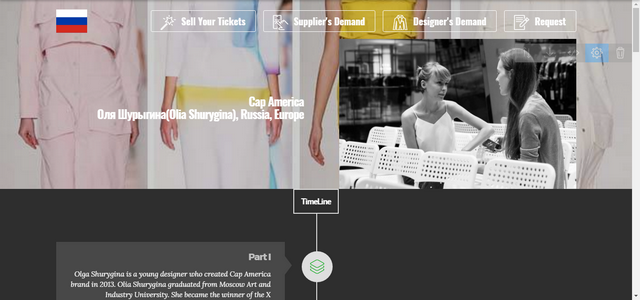 Sell Your Tickets
Supplier's Demand
Designer's Demand
Request
Cap America
Оля Шурыгина(Olia Shurygina), Russia, Europe
TimeLine
Part I
Olga Shurygina is a young designer who created Cap America
brand in 2013. Olia Shurygina graduated from Moscow Art and
Industry University. She became the winner of the X